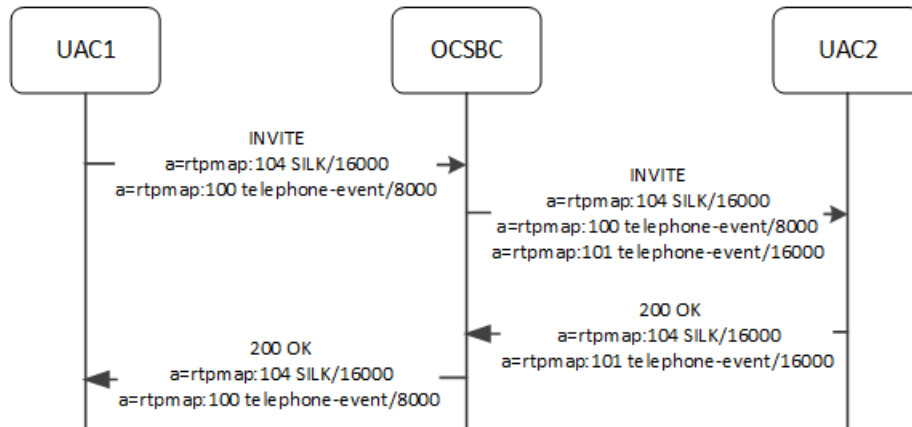 UAC1
OCSBC
UAC2
INVITE
a=rtpmap:104 SILK/16000
a=rtpmap:100 telephone-event/8000
INVITE
a=rtpmap:104 SILK/16000
a=rtpmap:100 telephone-event/8000
a=rtpmap:101 telephone-event/16000
200 OK
a=rtpmap:104 SILK/16000
a=rtpmap:101 telephone-event/16000
200 OK
a=rtpmap:104 SILK/16000
a=rtpmap:100 telephone-event/8000